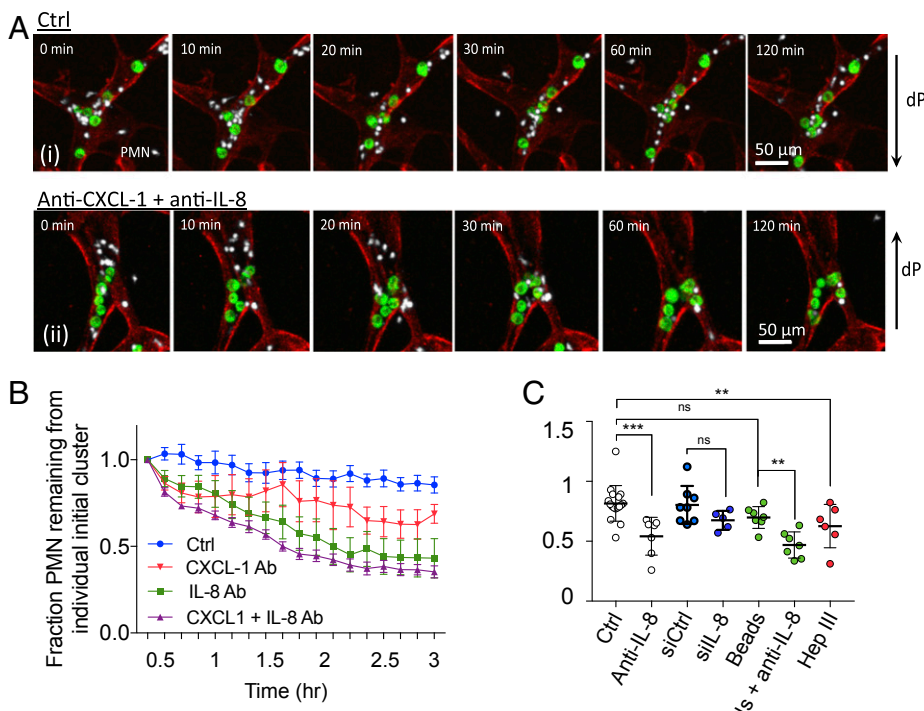 A
Ctrl
0 min
10 min
20 min
30 min
60 min
120 min
dP
(i)
PMN
50 μm
Anti-CXCL-1 + anti-IL-8
0 min
10 min
20 min
30 min
60 min
120 min
dP
(ii)
50 μm
B
Fraction PMN remaining from
individual initial cluster
1.0
0.5
0.0
Ctrl
CXCL-1 Ab
IL-8 Ab
CXCL1 + IL-8 Ab
0.5 1 1.5 2 2.5 3
Time (hr)
C
**
ns
***
ns
**
1.5
1
0.5
0
Ctrl
Anti-IL-8
siCtrl
siIL-8
Beads
ls + anti-IL-8
Hep III